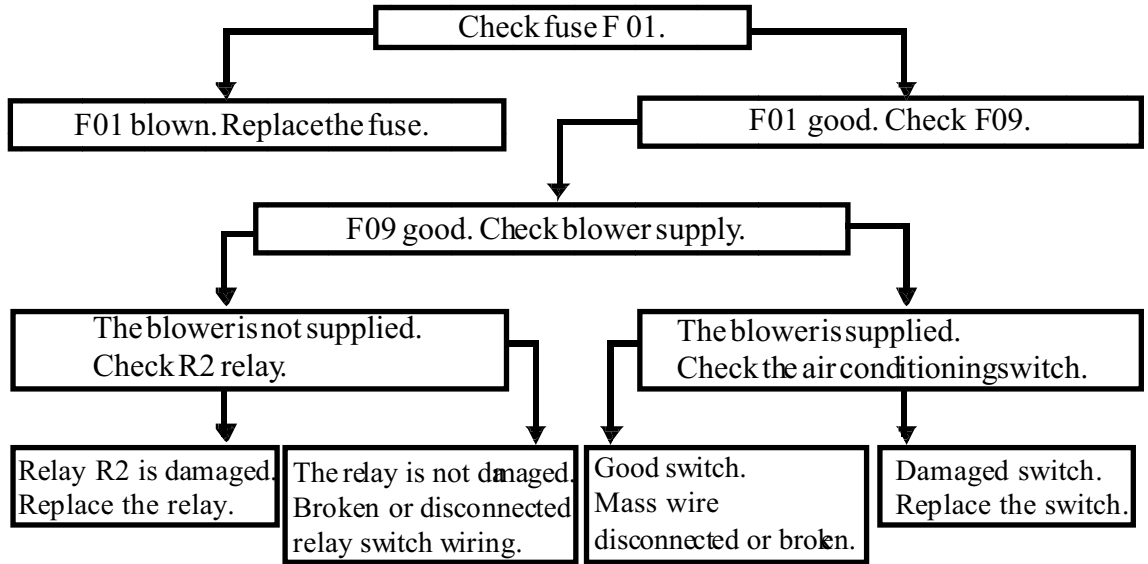 Check fuse F 01.
F01 blown. Replace the fuse.
F01 good. Check F09.
F09 good. Check blower supply.
The blower is not supplied.
Check R2 relay.
The blower is supplied.
Check the air conditioning switch.
Relay R2 is damaged.
Replace the relay.
The relay is not damaged.
Broken or disconnected
relay switch wiring.
Good switch.
Mass wire
disconnected or broken.
Damaged switch.
Replace the switch.